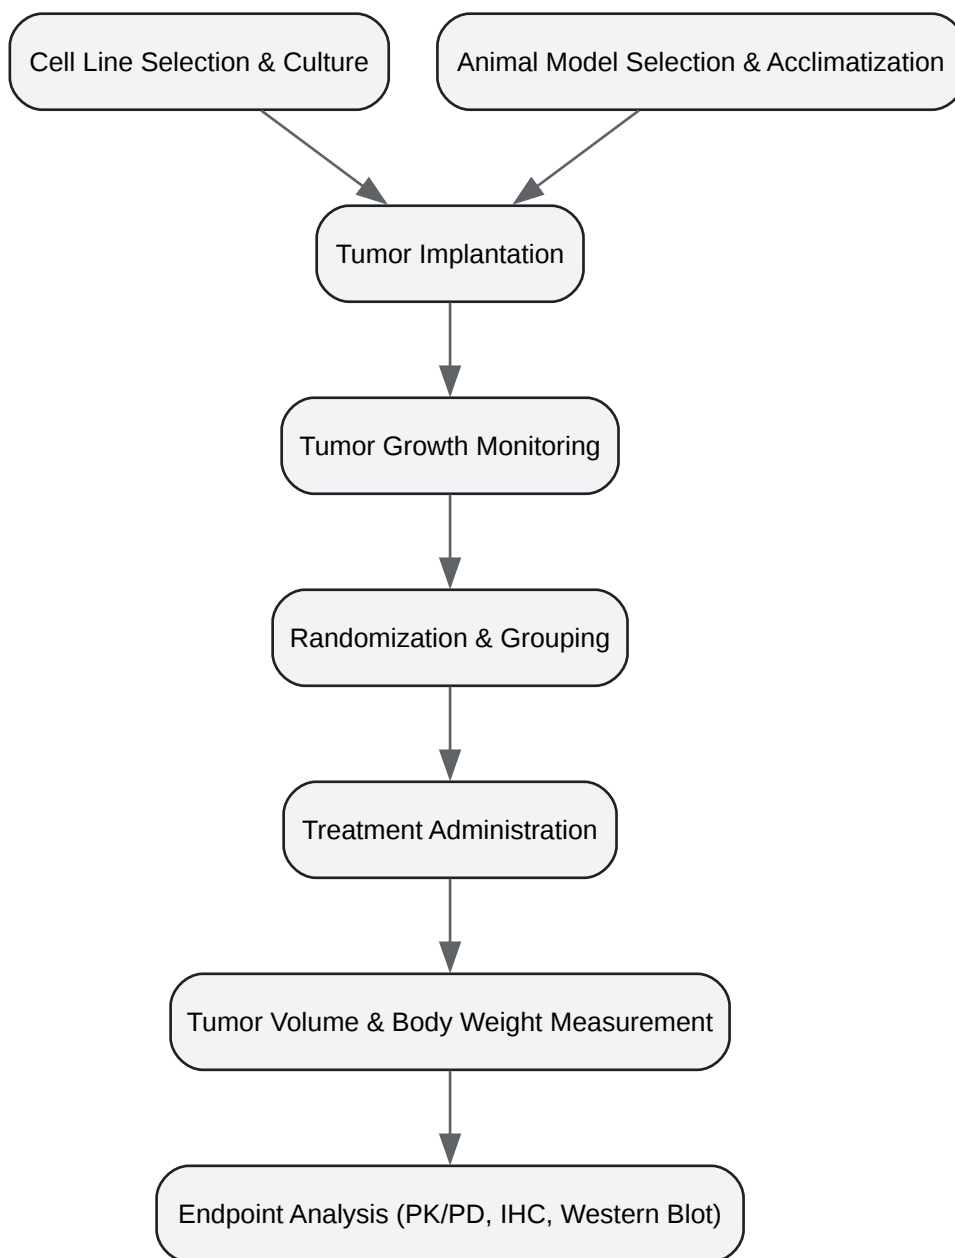 Cell Line Selection & Culture
Animal Model Selection & Acclimatization
Tumor Implantation
Tumor Growth Monitoring
Randomization & Grouping
Treatment Administration
Tumor Volume & Body Weight Measurement
Endpoint Analysis (PK/PD, IHC, Western Blot)